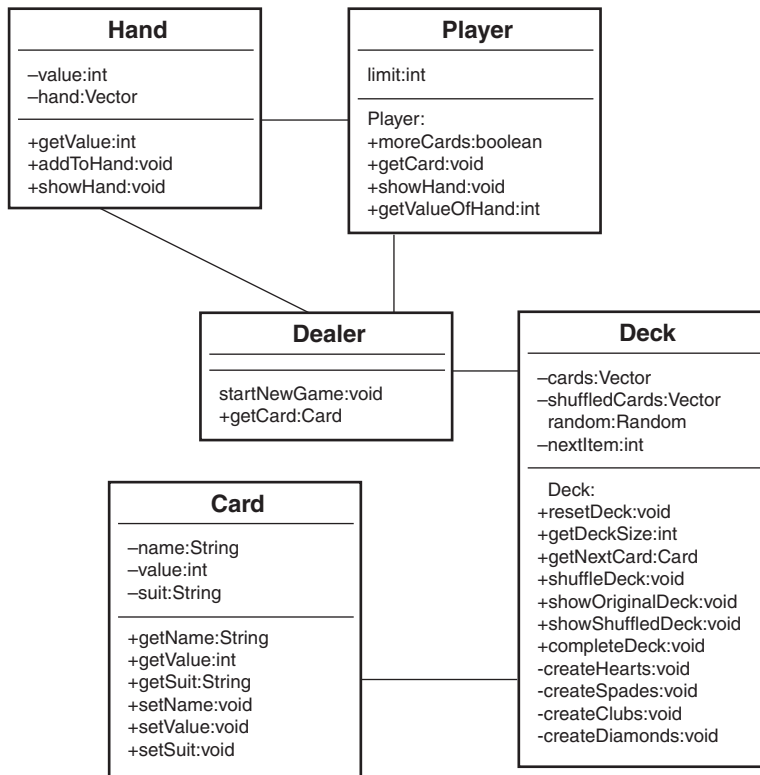 Hand
–value:int
–hand:Vector
+getValue:int
+addToHand:void
+showHand:void
Player
limit:int
Player:
+moreCards:boolean
+getCard:void
+showHand:void
+getValueOfHand:int
Dealer
startNewGame:void
+getCard:Card
Deck
–cards:Vector
–shuffledCards:Vector
random:Random
–nextItem:int
Deck:
+resetDeck:void
+getDeckSize:int
+getNextCard:Card
+shuffleDeck:void
+showOriginalDeck:void
+showShuffledDeck:void
+completeDeck:void
-createHearts:void
-createSpades:void
-createClubs:void
-createDiamonds:void
Card
–name:String
–value:int
–suit:String
+getName:String
+getValue:int
+getSuit:String
+setName:void
+setValue:void
+setSuit:void